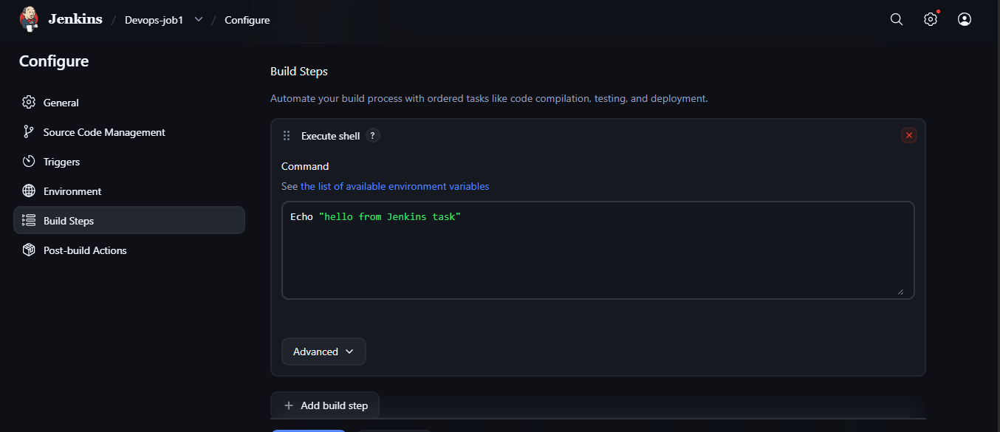 Jenkins / Devops-job1 / Configure
Configure
General
Source Code Management
Triggers
Environment
Build Steps
Post-build Actions
Build Steps
Automate your build process with ordered tasks like code compilation, testing, and deployment.
Execute shell ?
Command
See the list of available environment variables
Echo "hello from Jenkins task"
Advanced
+ Add build step